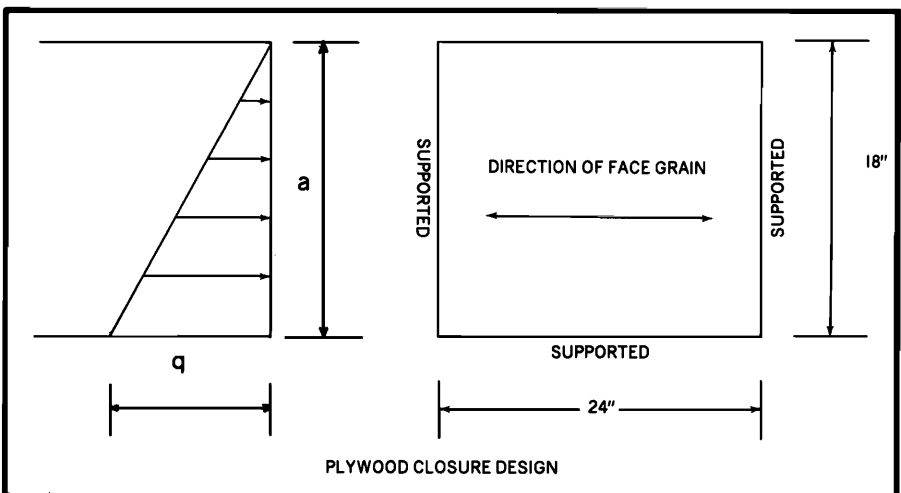 a
q
SUPPORTED
DIRECTION OF FACE GRAIN
SUPPORTED
18"
SUPPORTED
24"
PLYWOOD CLOSURE DESIGN